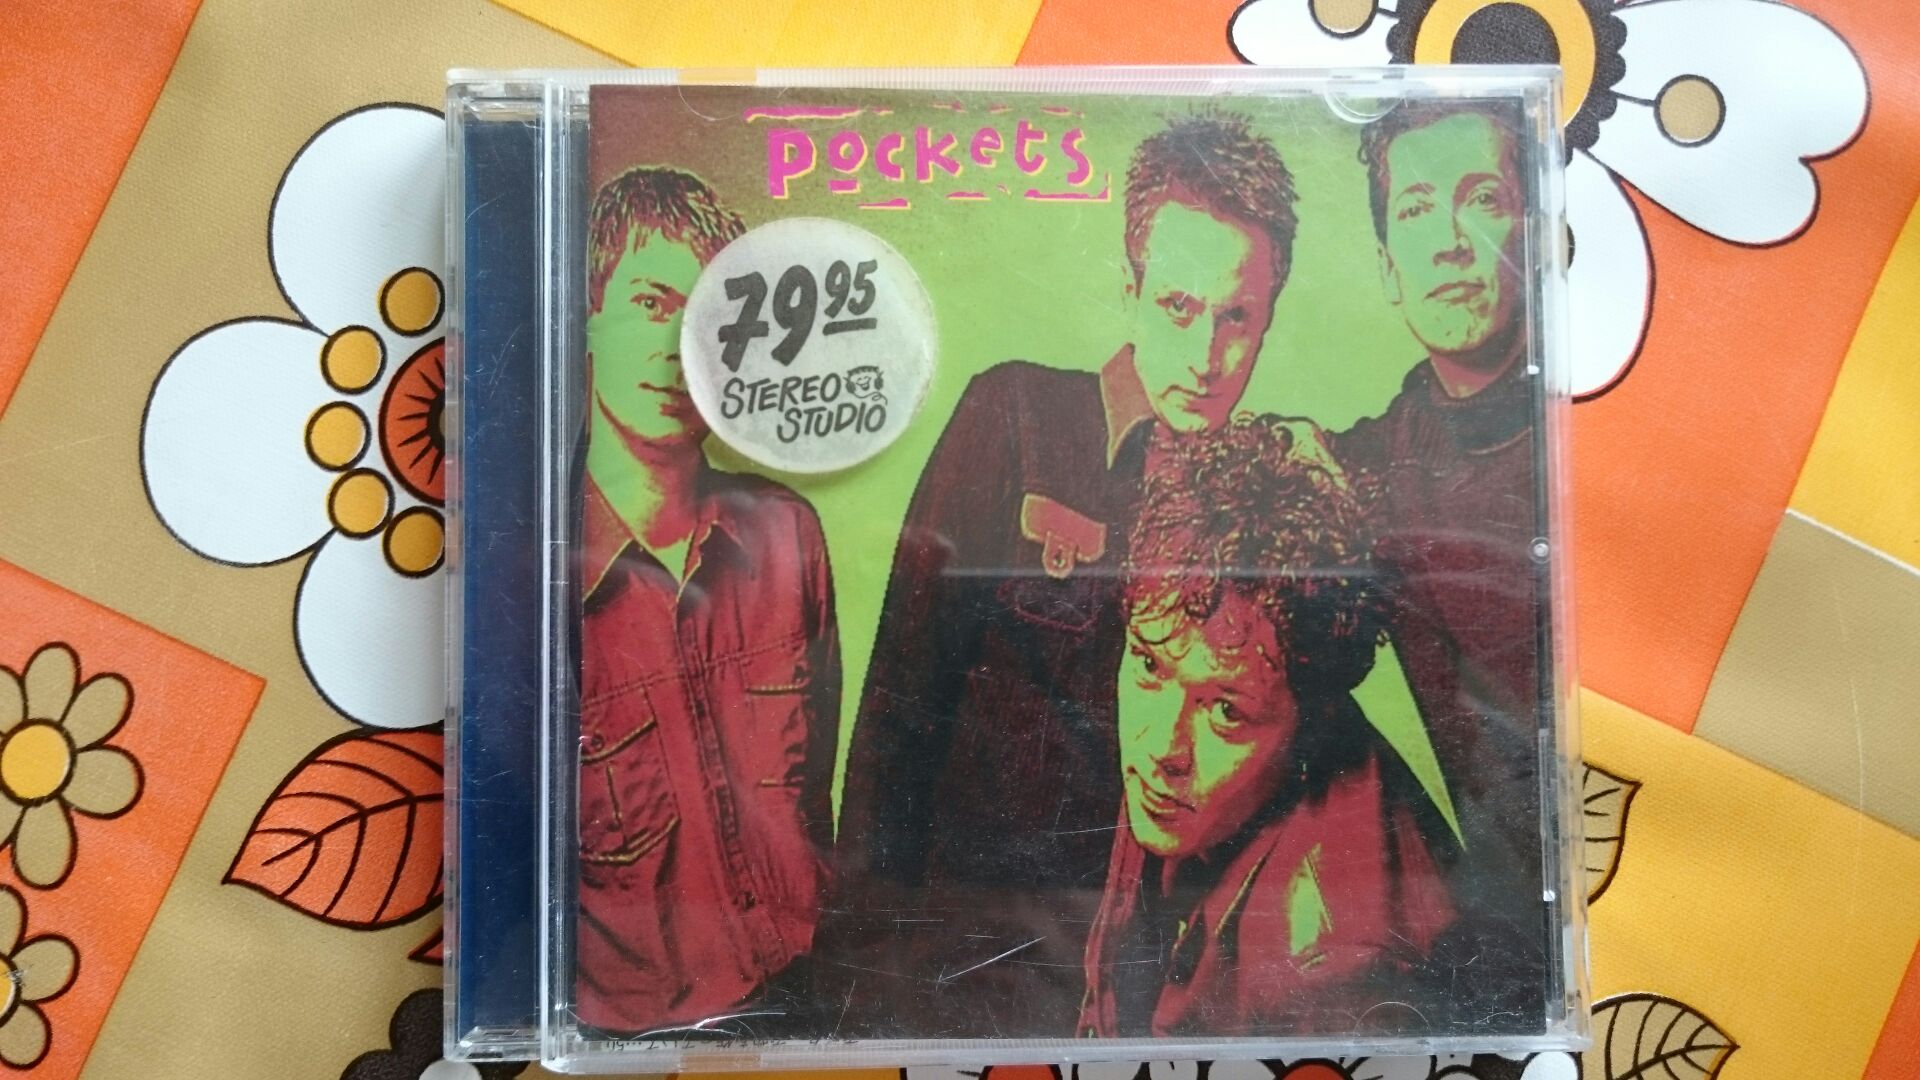 pockets
79 95
STEREO
STUDIO